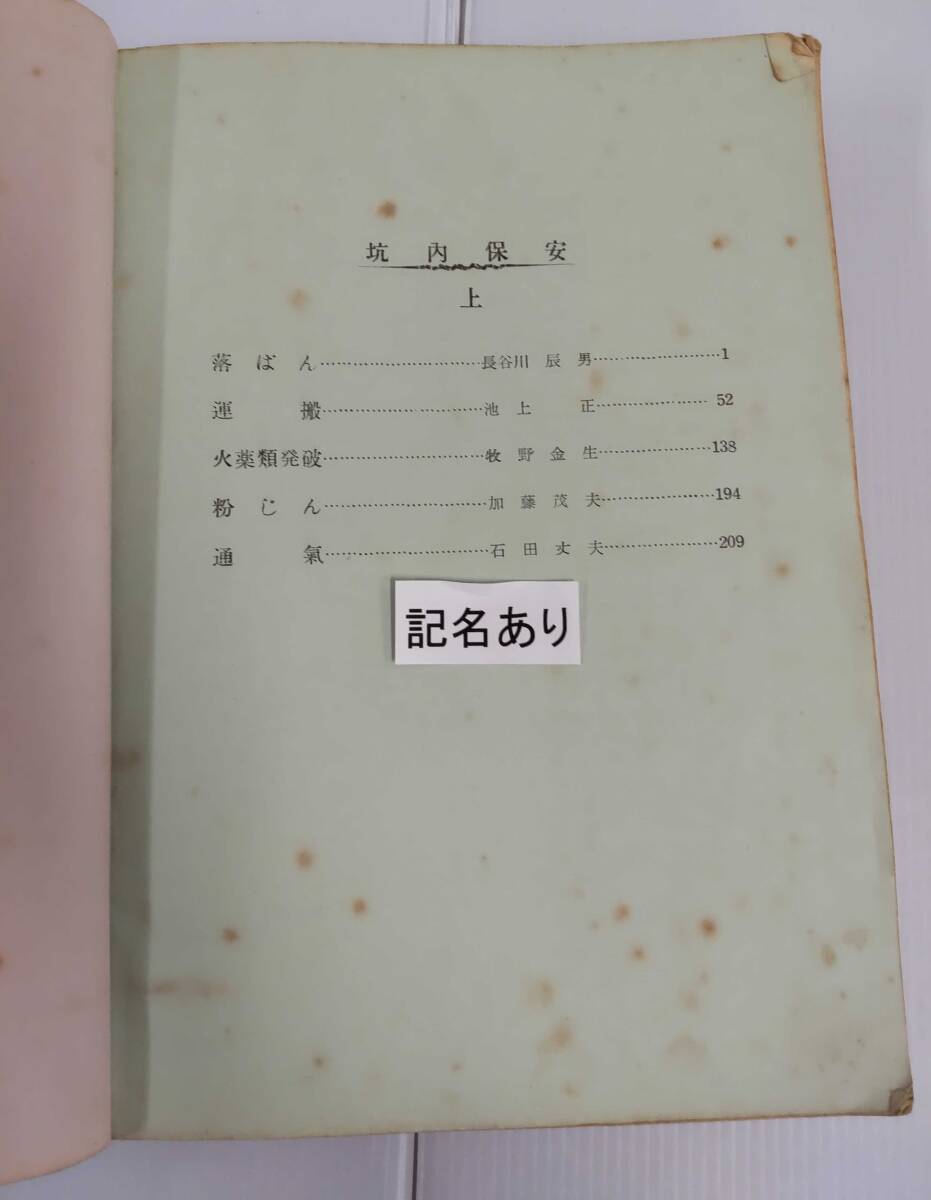 坑內保安
上
落ばん……………………………長谷川辰男……………………1
運搬……………………………池上正…………………… 52
火薬類発破……………………………牧野金生……………………138
粉じん……………………………加藤茂夫……………………194
通氣……………………………石田丈夫……………………209
記名あり